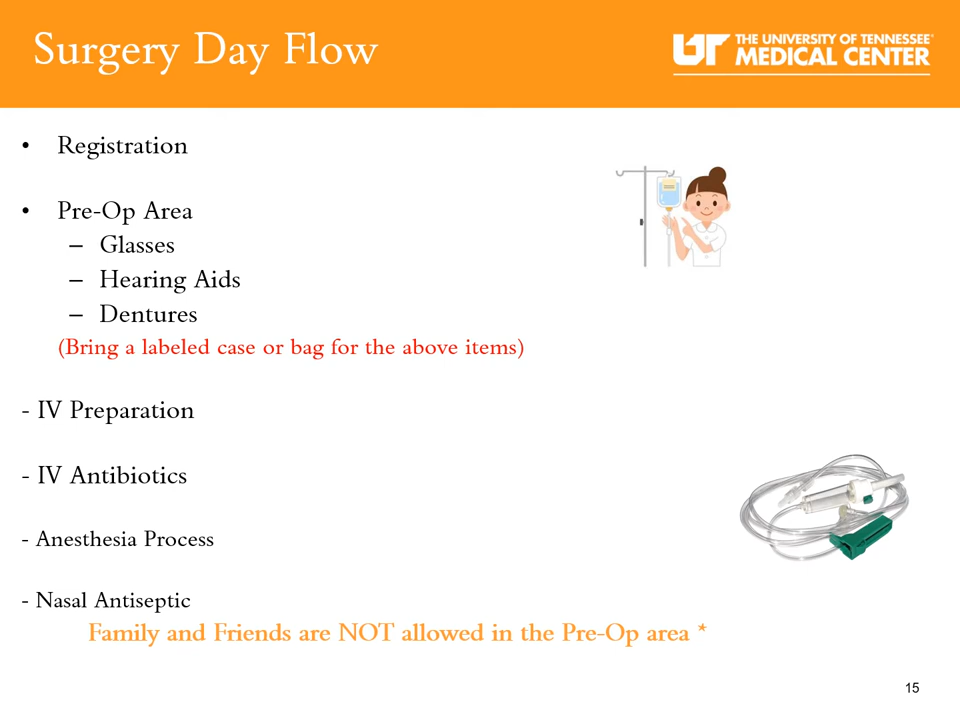 Surgery Day Flow
UT THE UNIVERSITY OF TENNESSEE
MEDICAL CENTER
• Registration
• Pre-Op Area
– Glasses
– Hearing Aids
– Dentures
(Bring a labeled case or bag for the above items)
- IV Preparation
- IV Antibiotics
- Anesthesia Process
- Nasal Antiseptic
Family and Friends are NOT allowed in the Pre-Op area *
15